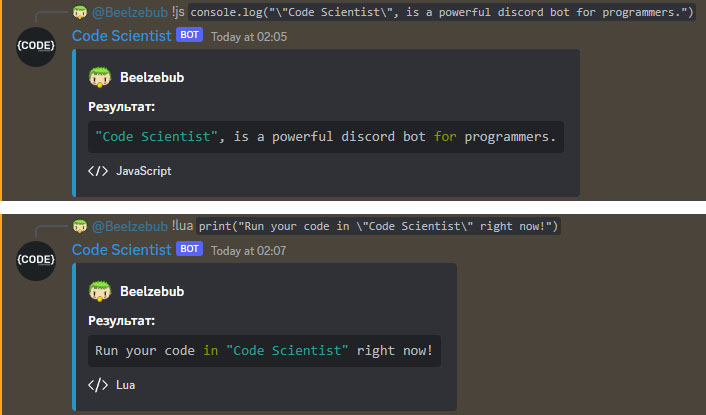 @Beelzebub !js console.log("\"Code Scientist\", is a powerful discord bot for programmers.")
{CODE}
Code Scientist BOT Today at 02:05
Beelzebub
Результат:
"Code Scientist", is a powerful discord bot for programmers.
</> JavaScript
@Beelzebub !lua print("Run your code in \"Code Scientist\" right now!")
{CODE}
Code Scientist BOT Today at 02:07
Beelzebub
Результат:
Run your code in "Code Scientist" right now!
</> Lua